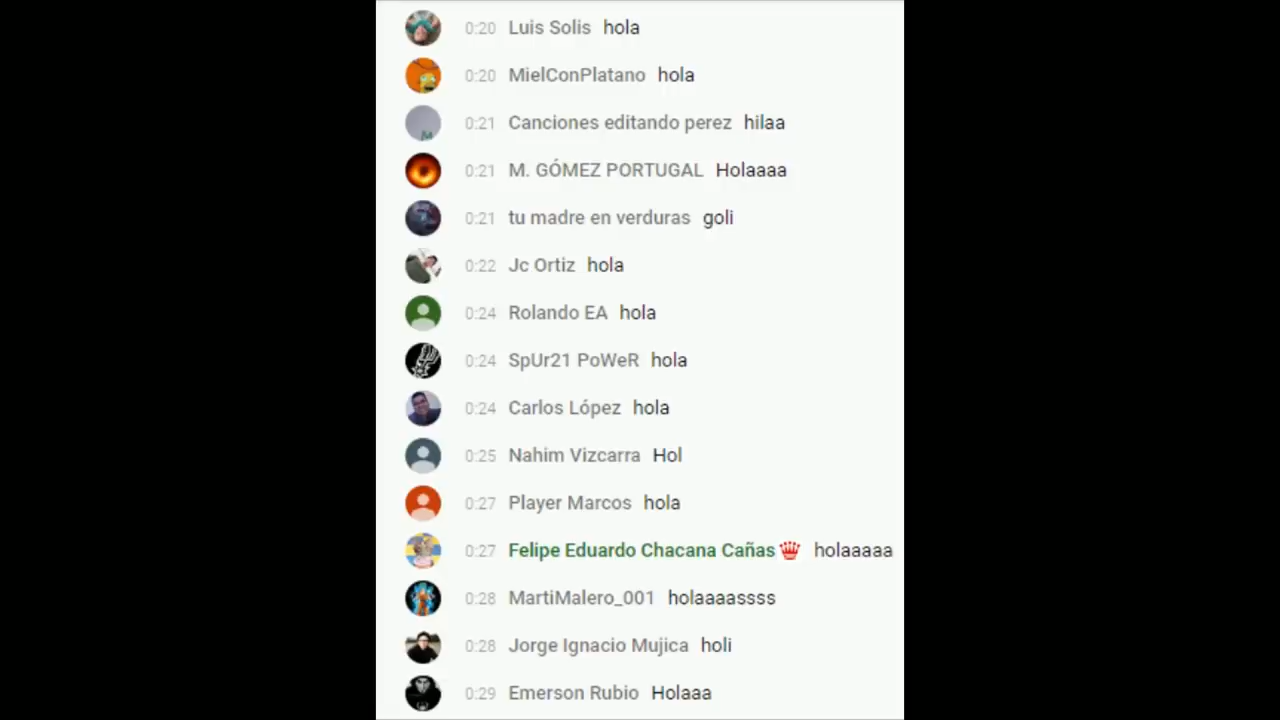 0:20 Luis Solis hola
0:20 MielConPlatano hola
0:21 Canciones editando perez hilaa
0:21 M. GÓMEZ PORTUGAL Holaaaa
0:21 tu madre en verduras goli
0:22 Jc Ortiz hola
0:24 Rolando EA hola
0:24 SpUr21 PoWeR hola
0:24 Carlos López hola
0:25 Nahim Vizcarra Hol
0:27 Player Marcos hola
0:27 Felipe Eduardo Chacana Cañas holaaaaa
0:28 MartiMalero_001 holaaaassss
0:28 Jorge Ignacio Mujica holi
0:29 Emerson Rubio Holaaa